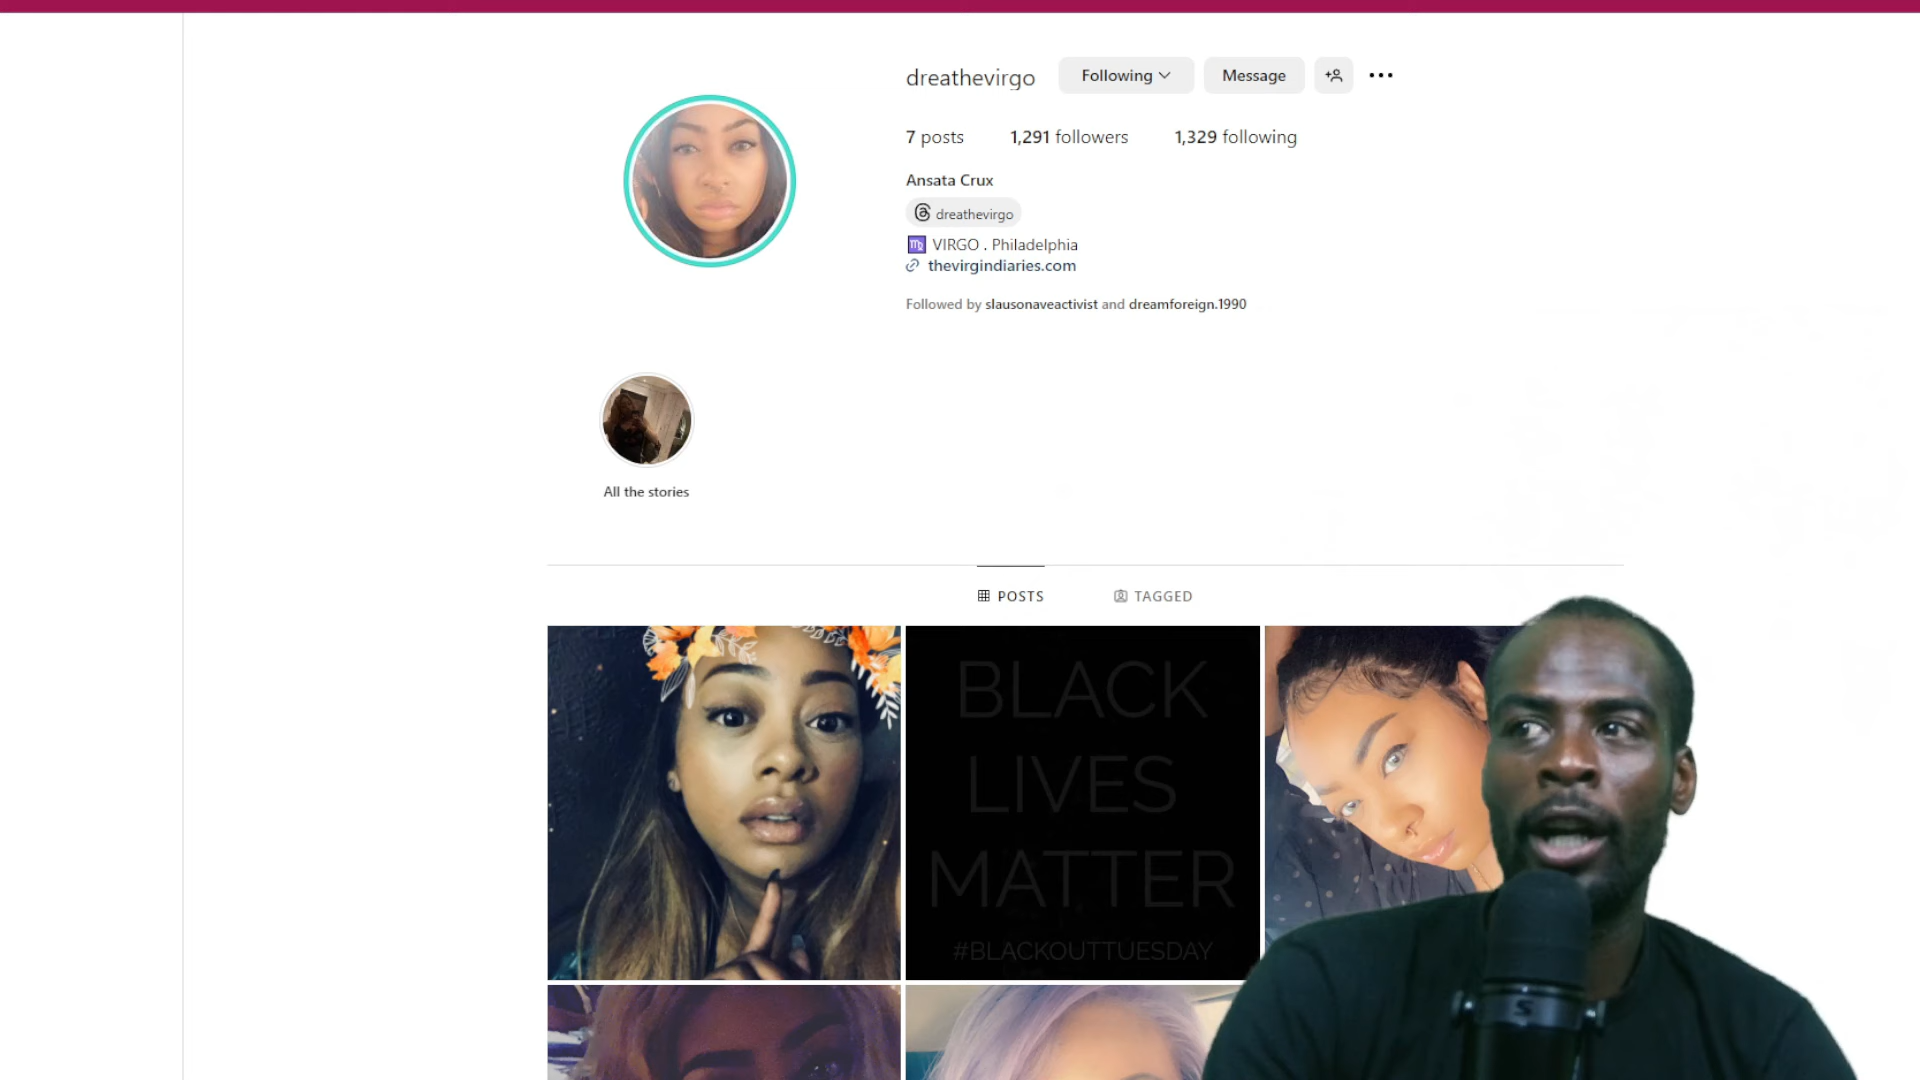 dreathevirgo Following Message
7 posts 1,291 followers 1,329 following
Ansata Crux
dreathevirgo
♍ VIRGO . Philadelphia
thevirgindiaries.com
Followed by slausonaveactivist and dreamforeign.1990
All the stories
POSTS TAGGED
BLACK
LIVES
MATTER
#BLACKOUTTUESDAY